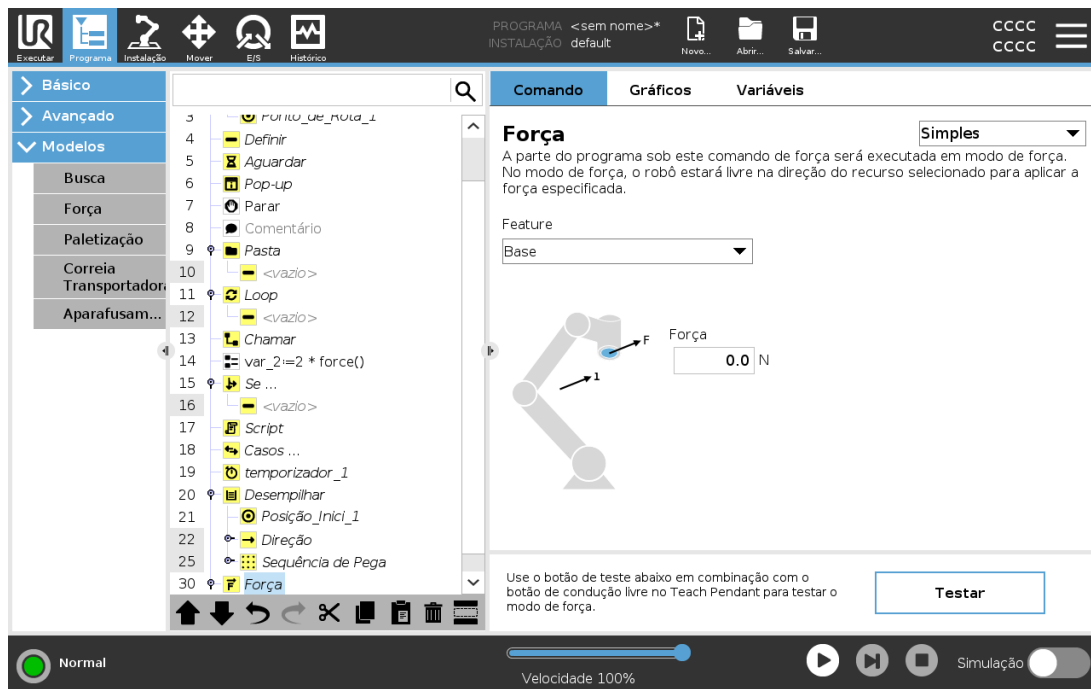 PROGRAMA <sem nome>*
INSTALAÇÃO default
CCCC
CCCC
Executar
Programa
Instalação
Mover
E/S
Histórico
Novo...
Abrir...
Salvar...
Básico
Avançado
Modelos
Busca
Força
Paletização
Correia
Transportadora
Aparafusam...
3 Ponto_de_Rota_1
4 Definir
5 Aguardar
6 Pop-up
7 Parar
8 Comentário
9 Pasta
10 <vazio>
11 Loop
12 <vazio>
13 Chamar
14 var_2:=2 * force()
15 Se ...
16 <vazio>
17 Script
18 Casos ...
19 temporizador_1
20 Desempilhar
21 Posição_Inici_1
22 Direção
25 Sequência de Pega
30 Força
Comando
Gráficos
Variáveis
Força
Simples
A parte do programa sob este comando de força será executada em modo de força.
No modo de força, o robô estará livre na direção do recurso selecionado para aplicar a
força especificada.
Feature
Base
F
1
Força
0.0 N
Use o botão de teste abaixo em combinação com o
botão de condução livre no Teach Pendant para testar o
modo de força.
Testar
Normal
Velocidade 100%
Simulação